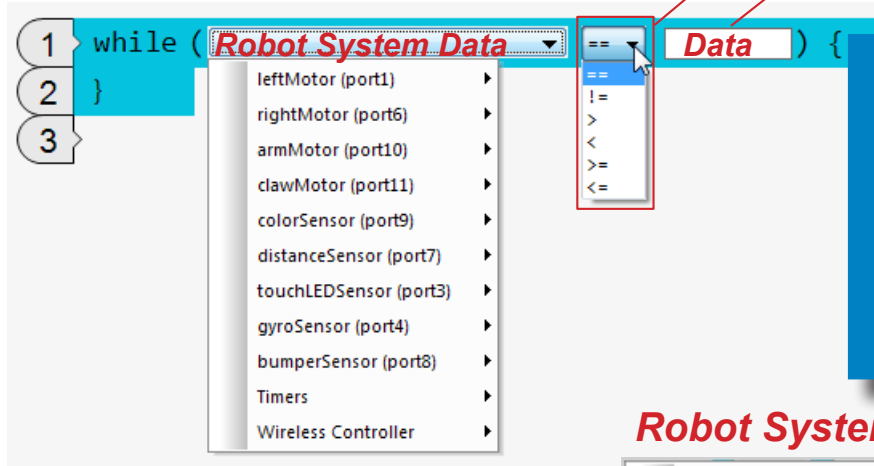 1 while ( Robot System Data == Data ) {
2 }
3
leftMotor (port1)
rightMotor (port6)
armMotor (port10)
clawMotor (port11)
colorSensor (port9)
distanceSensor (port7)
touchLEDSensor (port3)
gyroSensor (port4)
bumperSensor (port8)
Timers
Wireless Controller
==
!=
>
<
>=
<=
Robot System